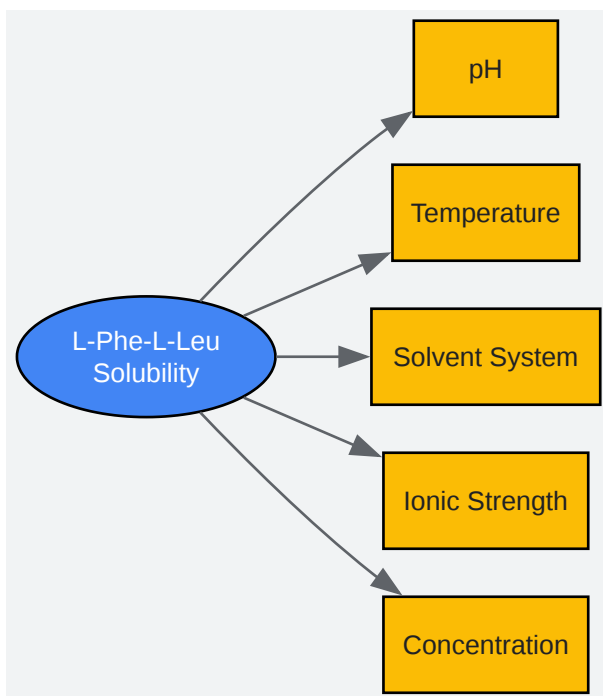 pH
Temperature
L-Phe-L-Leu
Solubility
Solvent System
Ionic Strength
Concentration